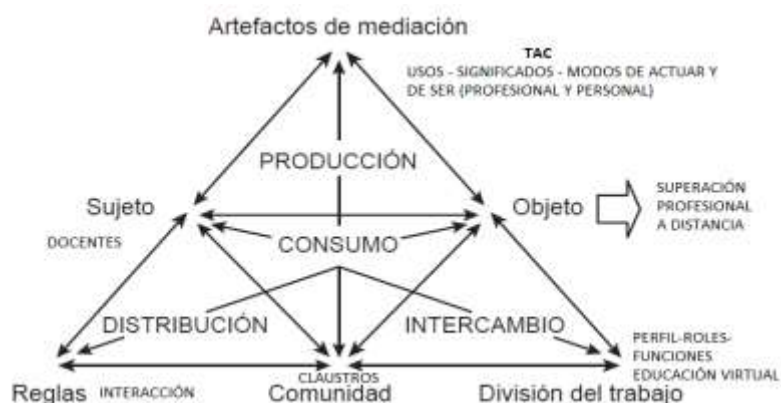 Artefactos de mediación
TAC
USOS - SIGNIFICADOS - MODOS DE ACTUAR Y
DE SER (PROFESIONAL Y PERSONAL)
PRODUCCIÓN
Sujeto
Objeto
SUPERACIÓN
PROFESIONAL
A DISTANCIA
DOCENTES
CONSUMO
DISTRIBUCIÓN
INTERCAMBIO
PERFIL-ROLES-
FUNCIONES
EDUCACIÓN VIRTUAL
CLAUSTROS
Reglas INTERACCIÓN
Comunidad
División del trabajo